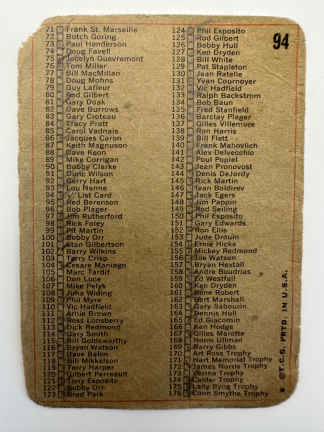 71 Frank St. Marseille
72 Butch Goring
73 Paul Henderson
74 Doug Favell
75 Jocelyn Guevremont
76 Tom Miller
77 Bill MacMillan
78 Doug Mohns
79 Guy Lafleur
80 Rod Gilbert
81 Gary Doak
82 Dave Burrows
83 Gary Croteau
84 Tracy Pratt
85 Carol Vadnais
86 Jacques Caron
87 Keith Magnuson
88 Dave Keon
89 Mike Corrigan
90 Bobby Clarke
91 Dunc Wilson
92 Gerry Hart
93 Lou Nanne
94 List Card
95 Red Berenson
96 Bob Plager
97 Jim Rutherford
98 Rick Foley
99 Pit Martin
100 Bobby Orr
101 Stan Gilbertson
102 Barry Wilkins
103 Terry Crisp
104 Cesare Maniago
105 Marc Tardif
106 Don Luce
107 Mike Pelyk
108 Juha Widing
109 Phil Myre
110 Vic Hadfield
111 Arnie Brown
112 Ross Lonsberry
113 Dick Redmond
114 Gary Smith
115 Bill Goldsworthy
116 Bryan Watson
117 Dave Balon
118 Bill Mikkelson
119 Terry Harper
120 Gilbert Perreault
121 Tony Esposito
122 Bobby Orr
123 Brad Park
124 Phil Esposito
125 Rod Gilbert
126 Bobby Hull
127 Ken Dryden
128 Bill White
129 Pat Stapleton
130 Jean Ratelle
131 Yvan Cournoyer
132 Vic Hadfield
133 Ralph Backstrom
134 Bob Baun
135 Fred Stanfield
136 Barclay Plager
137 Gilles Villemure
138 Ron Harris
139 Bill Flett
140 Frank Mahovlich
141 Alex Delvecchio
142 Paul Popiel
143 Jean Pronovost
144 Denis DeJordy
145 Rick Martin
146 Ivan Boldirev
147 Jack Egers
148 Jim Pappin
149 Rod Seiling
150 Phil Esposito
151 Gary Edwards
152 Ron Ellis
153 Jude Drouin
154 Ernie Hicke
155 Mickey Redmond
156 Joe Watson
157 Bryan Hextall
158 Andre Boudrias
159 Ed Westfall
160 Ken Dryden
161 Rene Robert
162 Bert Marshall
163 Gary Sabourin
164 Dennis Hull
165 Ed Giacomin
166 Ken Hodge
167 Gilles Marotte
168 Norm Ullman
169 Barry Gibbs
170 Art Ross Trophy
171 Hart Memorial Trophy
172 James Norris Trophy
173 Vezina Trophy
174 Calder Trophy
175 Lady Byng Trophy
176 Conn Smythe Trophy
94
© T.C.G. PRTD. IN U.S.A.